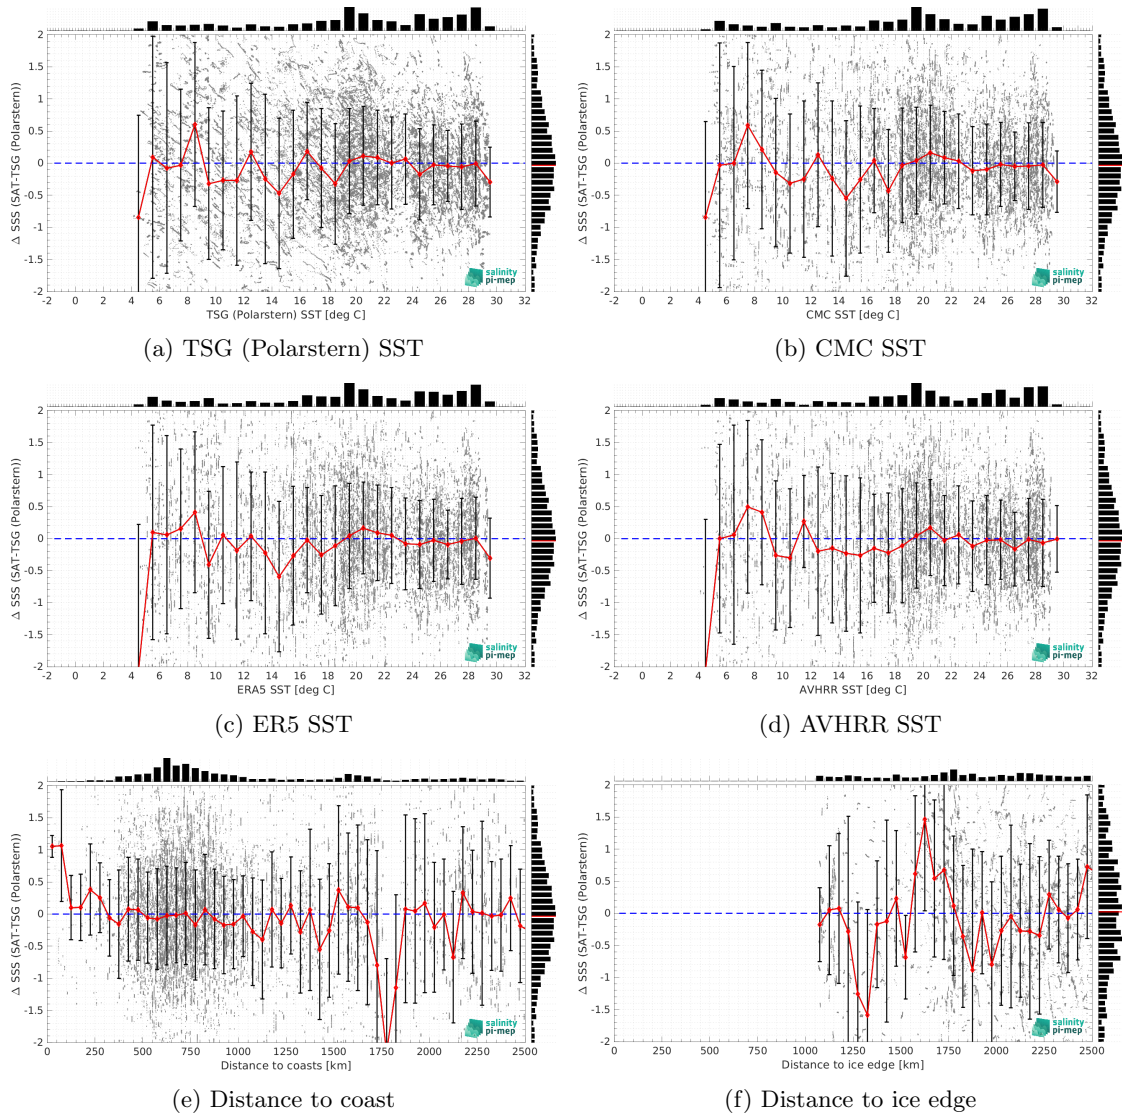 2
1.5
1
0.5
0
-0.5
-1
-1.5
-2
Δ SSS (SAT-TSG (Polarstern))
-2 0 2 4 6 8 10 12 14 16 18 20 22 24 26 28 30 32
TSG (Polarstern) SST [deg C]
salinity
pi-mep
(a) TSG (Polarstern) SST
2
1.5
1
0.5
0
-0.5
-1
-1.5
-2
Δ SSS (SAT-TSG (Polarstern))
-2 0 2 4 6 8 10 12 14 16 18 20 22 24 26 28 30 32
CMC SST [deg C]
salinity
pi-mep
(b) CMC SST
2
1.5
1
0.5
0
-0.5
-1
-1.5
-2
Δ SSS (SAT-TSG (Polarstern))
-2 0 2 4 6 8 10 12 14 16 18 20 22 24 26 28 30 32
ERA5 SST [deg C]
salinity
pi-mep
(c) ER5 SST
2
1.5
1
0.5
0
-0.5
-1
-1.5
-2
Δ SSS (SAT-TSG (Polarstern))
-2 0 2 4 6 8 10 12 14 16 18 20 22 24 26 28 30 32
AVHRR SST [deg C]
salinity
pi-mep
(d) AVHRR SST
2
1.5
1
0.5
0
-0.5
-1
-1.5
-2
Δ SSS (SAT-TSG (Polarstern))
0 250 500 750 1000 1250 1500 1750 2000 2250 2500
Distance to coasts [km]
salinity
pi-mep
(e) Distance to coast
2
1.5
1
0.5
0
-0.5
-1
-1.5
-2
Δ SSS (SAT-TSG (Polarstern))
0 250 500 750 1000 1250 1500 1750 2000 2250 2500
Distance to ice edge [km]
salinity
pi-mep
(f) Distance to ice edge